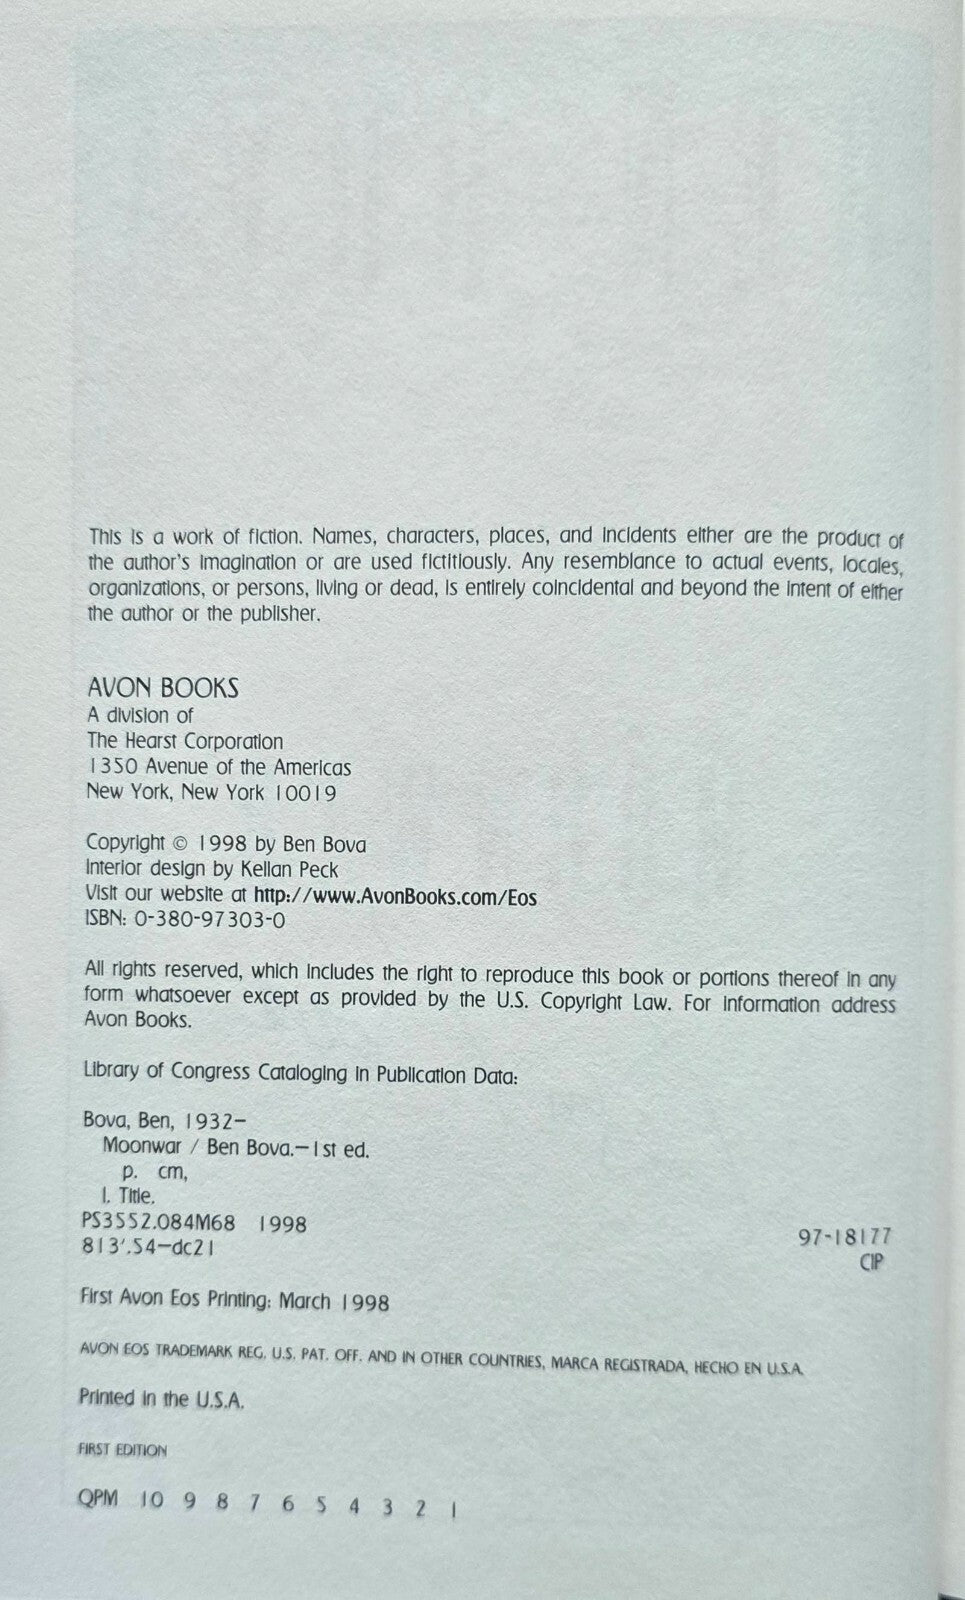 This is a work of fiction. Names, characters, places, and incidents either are the product of
the author's imagination or are used fictitiously. Any resemblance to actual events, locales,
organizations, or persons, living or dead, is entirely coincidental and beyond the intent of either
the author or the publisher.
AVON BOOKS
A division of
The Hearst Corporation
1350 Avenue of the Americas
New York, New York 10019
Copyright © 1998 by Ben Bova
Interior design by Kellan Peck
Visit our website at http://www.AvonBooks.com/Eos
ISBN: 0-380-97303-0
All rights reserved, which includes the right to reproduce this book or portions thereof in any
form whatsoever except as provided by the U.S. Copyright Law. For information address
Avon Books.
Library of Congress Cataloging in Publication Data:
Bova, Ben, 1932–
Moonwar / Ben Bova.—1st ed.
p. cm.
I. Title.
PS3552.084M68 1998
813'.54—dc21
97-18177
CIP
First Avon Eos Printing: March 1998
AVON EOS TRADEMARK REG. U.S. PAT. OFF. AND IN OTHER COUNTRIES, MARCA REGISTRADA, HECHO EN U.S.A.
Printed in the U.S.A.
FIRST EDITION
QPM 10 9 8 7 6 5 4 3 2 1